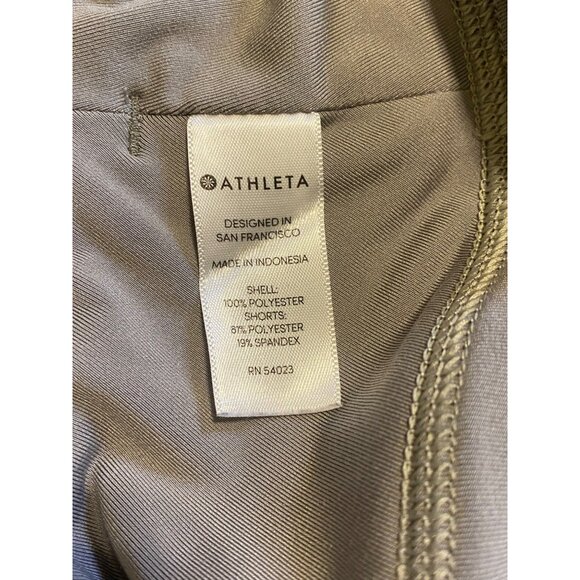 ATHLETA
DESIGNED IN
SAN FRANCISCO
MADE IN INDONESIA
SHELL:
100% POLYESTER
SHORTS:
81% POLYESTER
19% SPANDEX
RN 54023